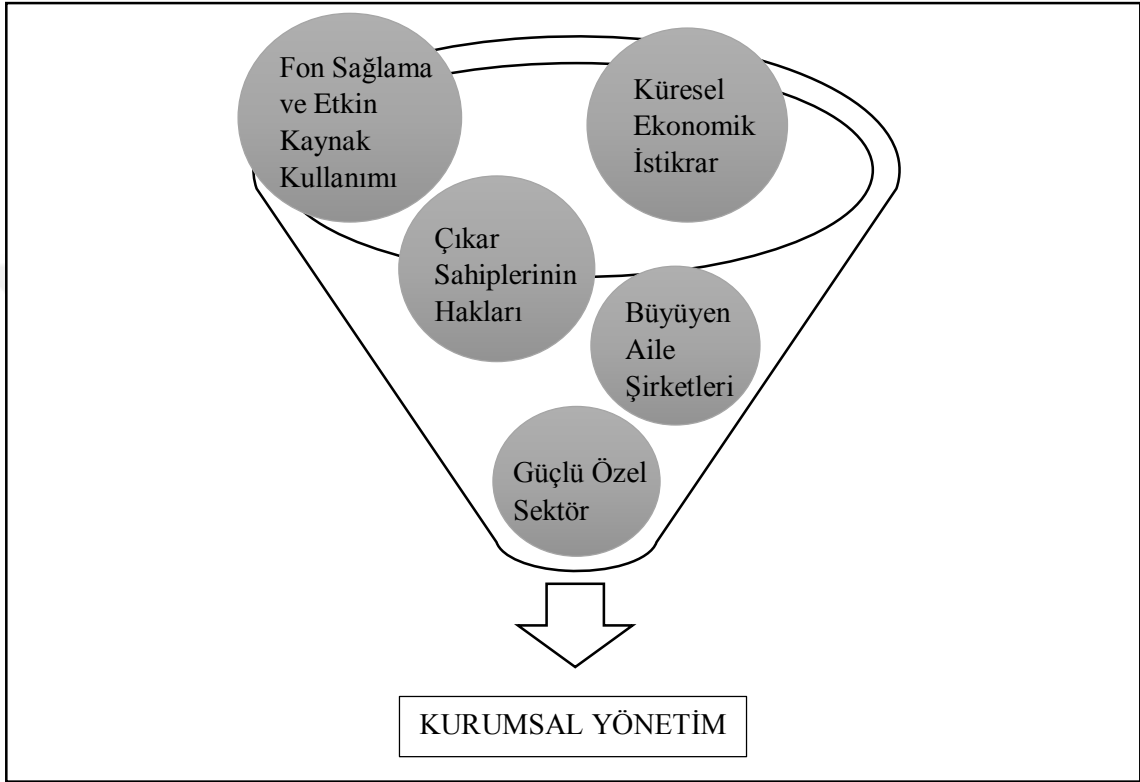 Fon Sağlama
ve Etkin
Kaynak
Kullanımı
Küresel
Ekonomik
İstikrar
Çıkar
Sahiplerinin
Hakları
Büyüyen
Aile
Şirketleri
Güçlü Özel
Sektör
KURUMSAL YÖNETİM